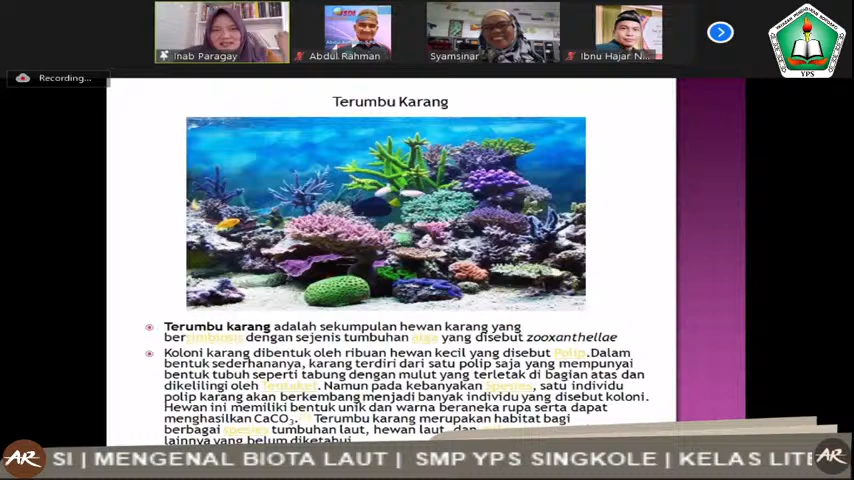 Inab Paragay
Abdul Rahman
Syamsinar
Ibnu Hajar N...
YPS
Recording...
Terumbu Karang
Terumbu karang adalah sekumpulan hewan karang yang
bersimbiosis dengan sejenis tumbuhan alga yang disebut zooxanthellae
Koloni karang dibentuk oleh ribuan hewan kecil yang disebut Polip.Dalam
bentuk sederhananya, karang terdiri dari satu polip saja yang mempunyai
bentuk tubuh seperti tabung dengan mulut yang terletak di bagian atas dan
dikelilingi oleh Tentakel. Namun pada kebanyakan Spesies, satu individu
polip karang akan berkembang menjadi banyak individu yang disebut koloni.
Hewan ini memiliki bentuk unik dan warna beraneka rupa serta dapat
menghasilkan CaCO3. Terumbu karang merupakan habitat bagi
berbagai spesies tumbuhan laut, hewan laut, dan
lainnya yang belum diketahui
AR SI | MENGENAL BIOTA LAUT | SMP YPS SINGKOLE | KELAS LITE AR